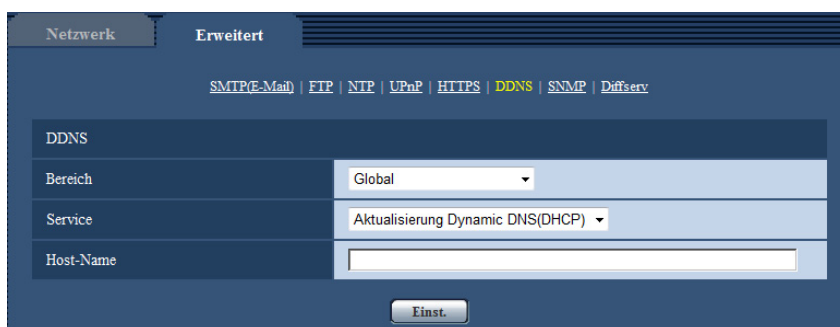 Netzwerk Erweitert
SMTP(E-Mail) | FTP | NTP | UPnP | HTTPS | DDNS | SNMP | Diffserv
DDNS
Bereich Global
Service Aktualisierung Dynamic DNS(DHCP)
Host-Name
Einst.